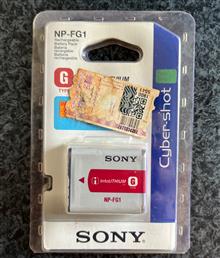 NP-FG1
Rechargeable
Battery Pack
Cyber-shot
G
TYPE
SONY
InfoLITHIUM G
NP-FG1
SONY